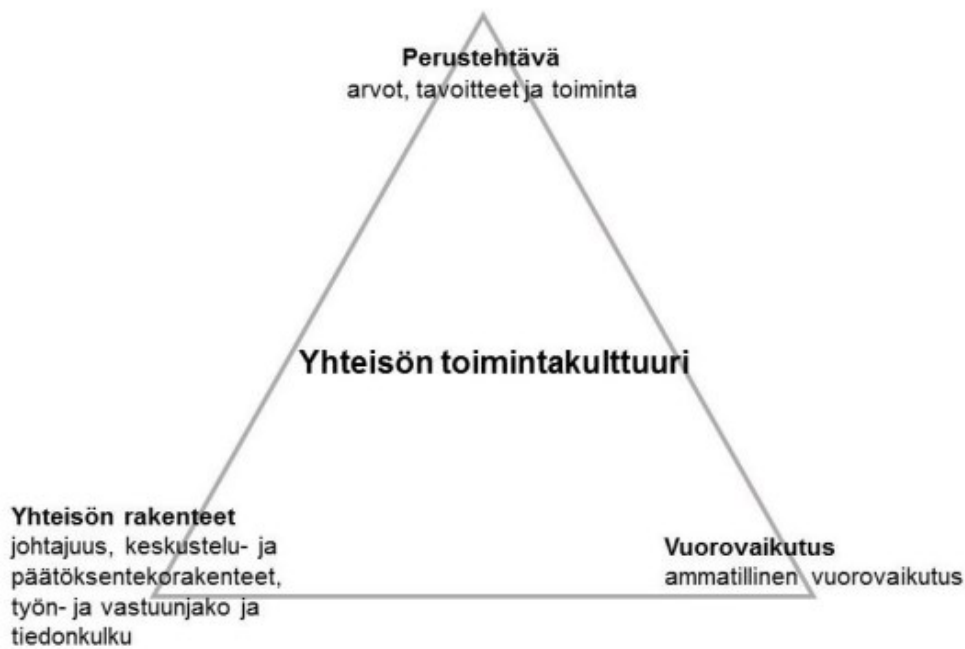 Perustehtävä
arvot, tavoitteet ja toiminta
Yhteisön toimintakulttuuri
Yhteisön rakenteet
johtajuus, keskustelu- ja
päätöksentekorakenteet,
työn- ja vastuunjako ja
tiedonkulku
Vuorovaikutus
ammatillinen vuorovaikutus